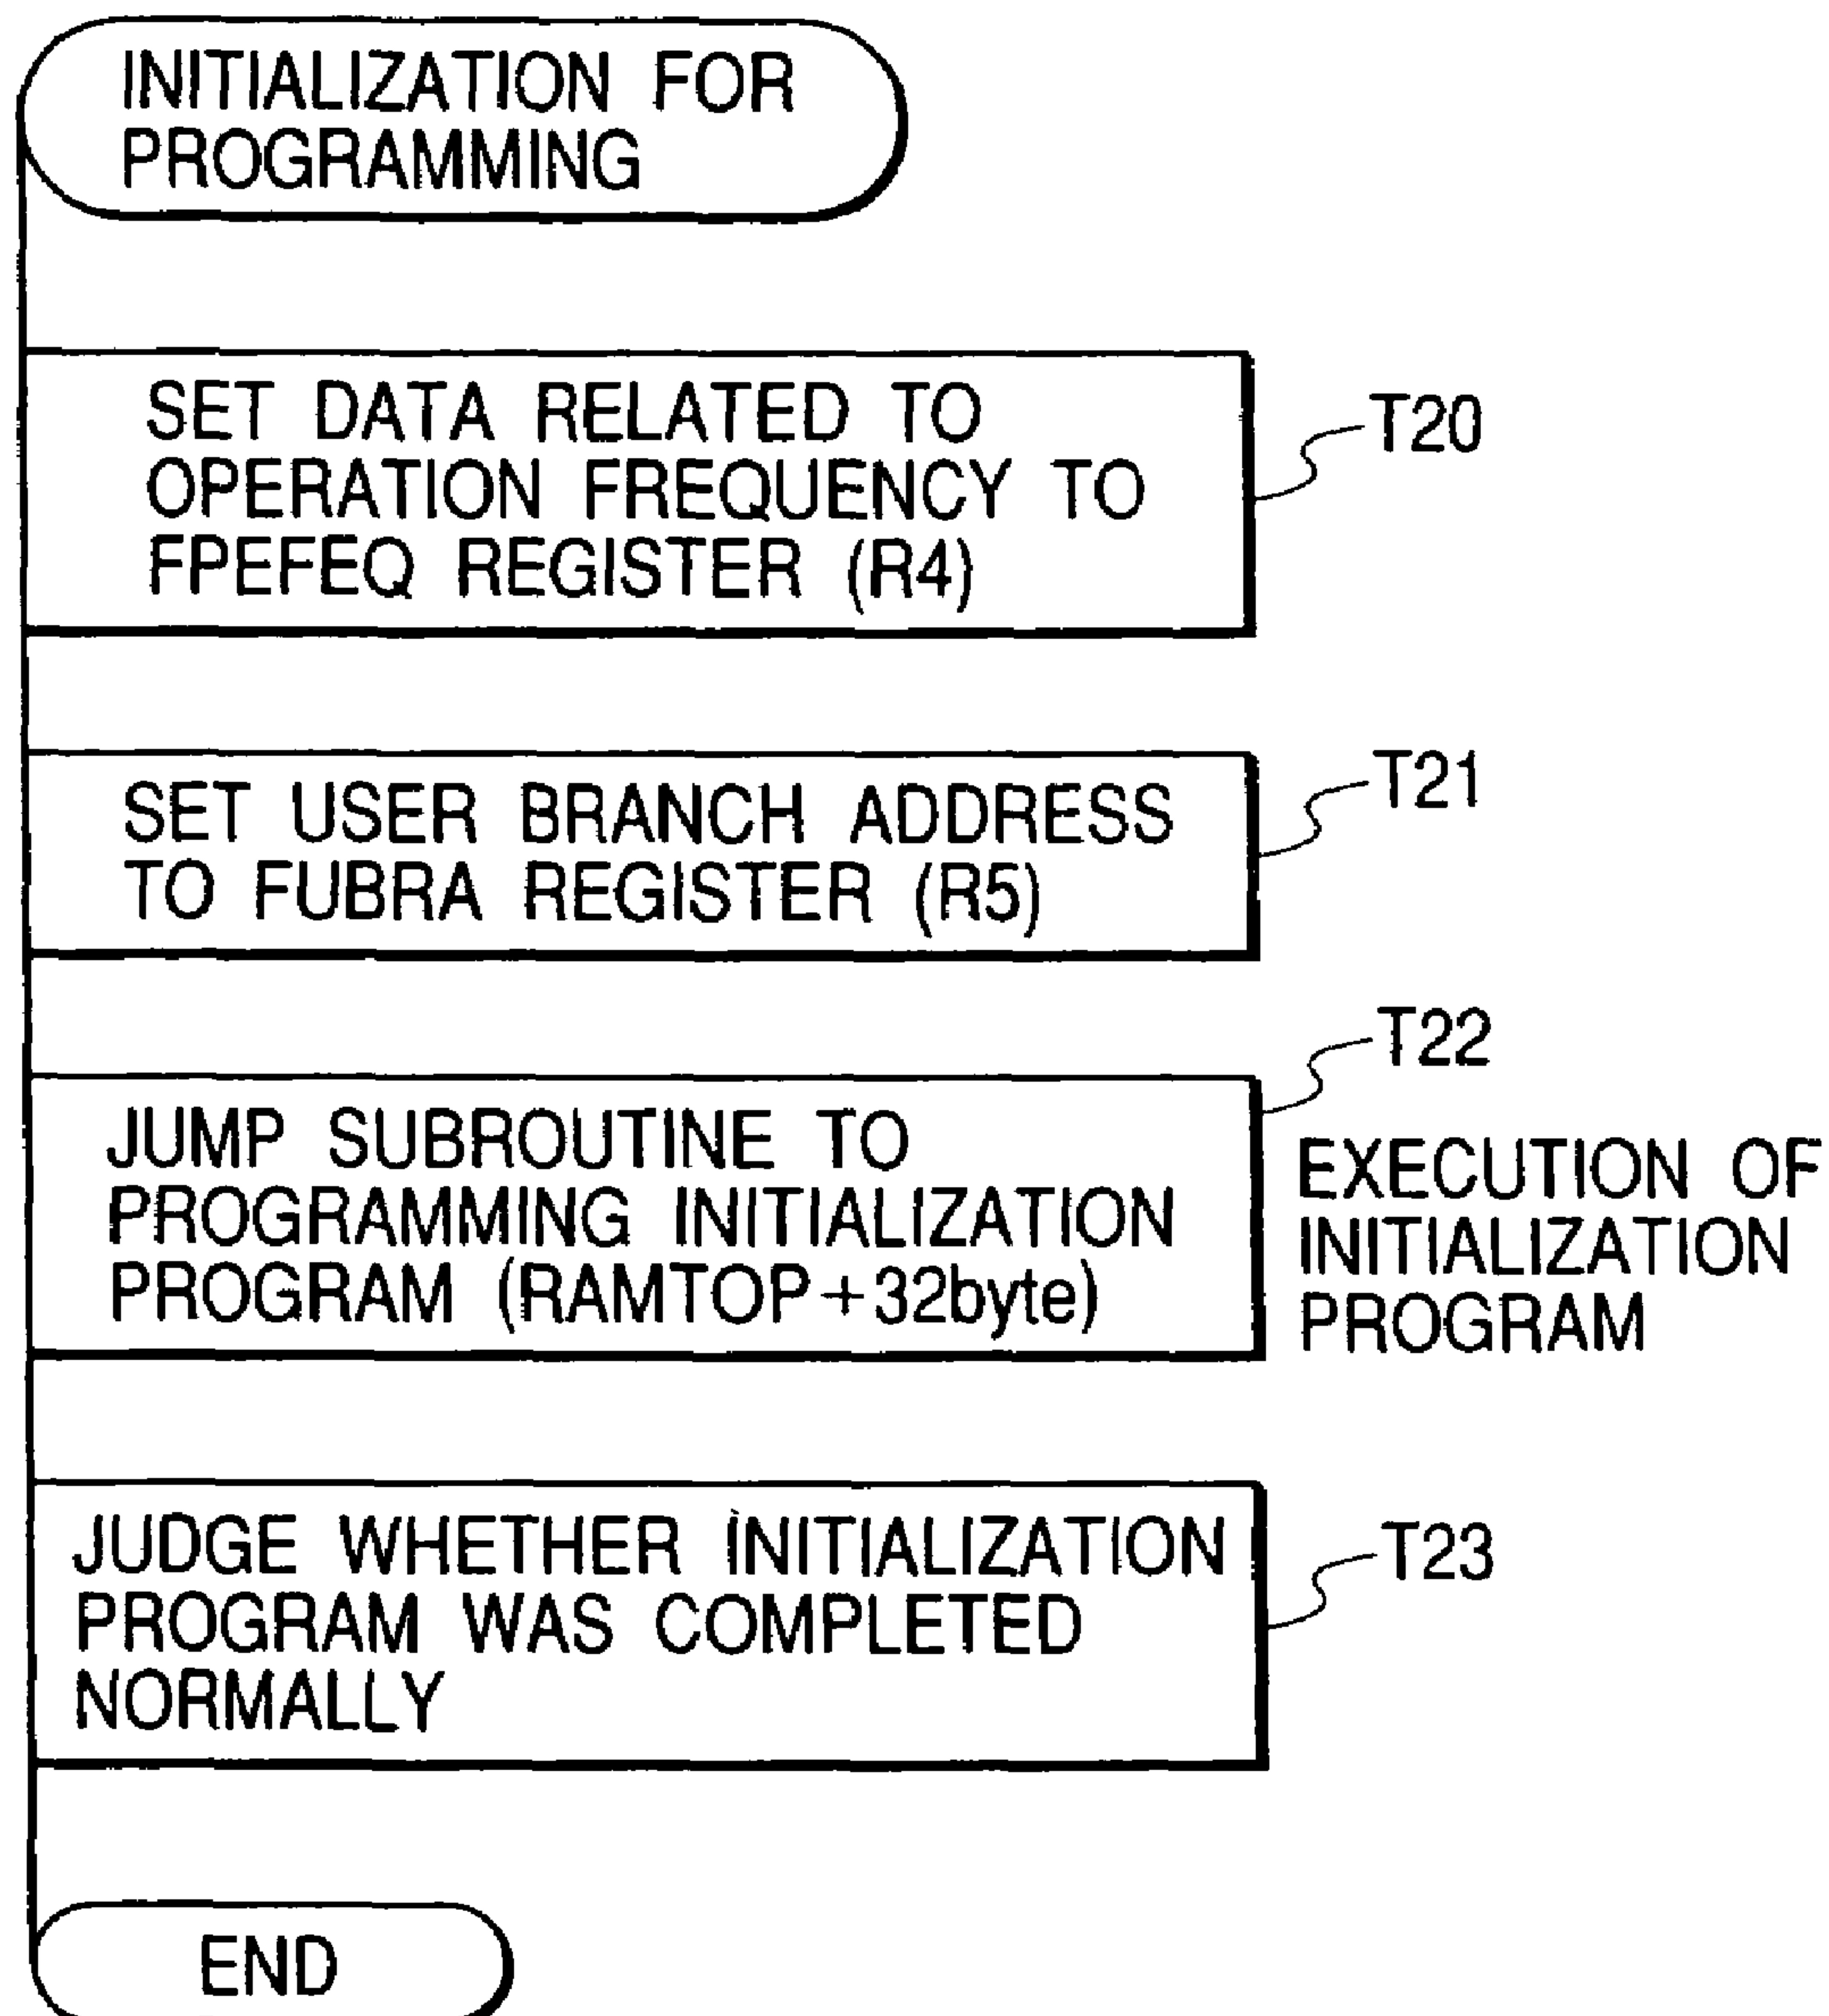 INITIALIZATION FOR
PROGRAMMING
SET DATA RELATED TO
OPERATION FREQUENCY TO
FPEFEQ REGISTER (R4)
T20
SET USER BRANCH ADDRESS
TO FUBRA REGISTER (R5)
T21
JUMP SUBROUTINE TO
PROGRAMMING INITIALIZATION
PROGRAM (RAMTOP+32byte)
T22
EXECUTION OF
INITIALIZATION
PROGRAM
JUDGE WHETHER INITIALIZATION
PROGRAM WAS COMPLETED
NORMALLY
T23
END